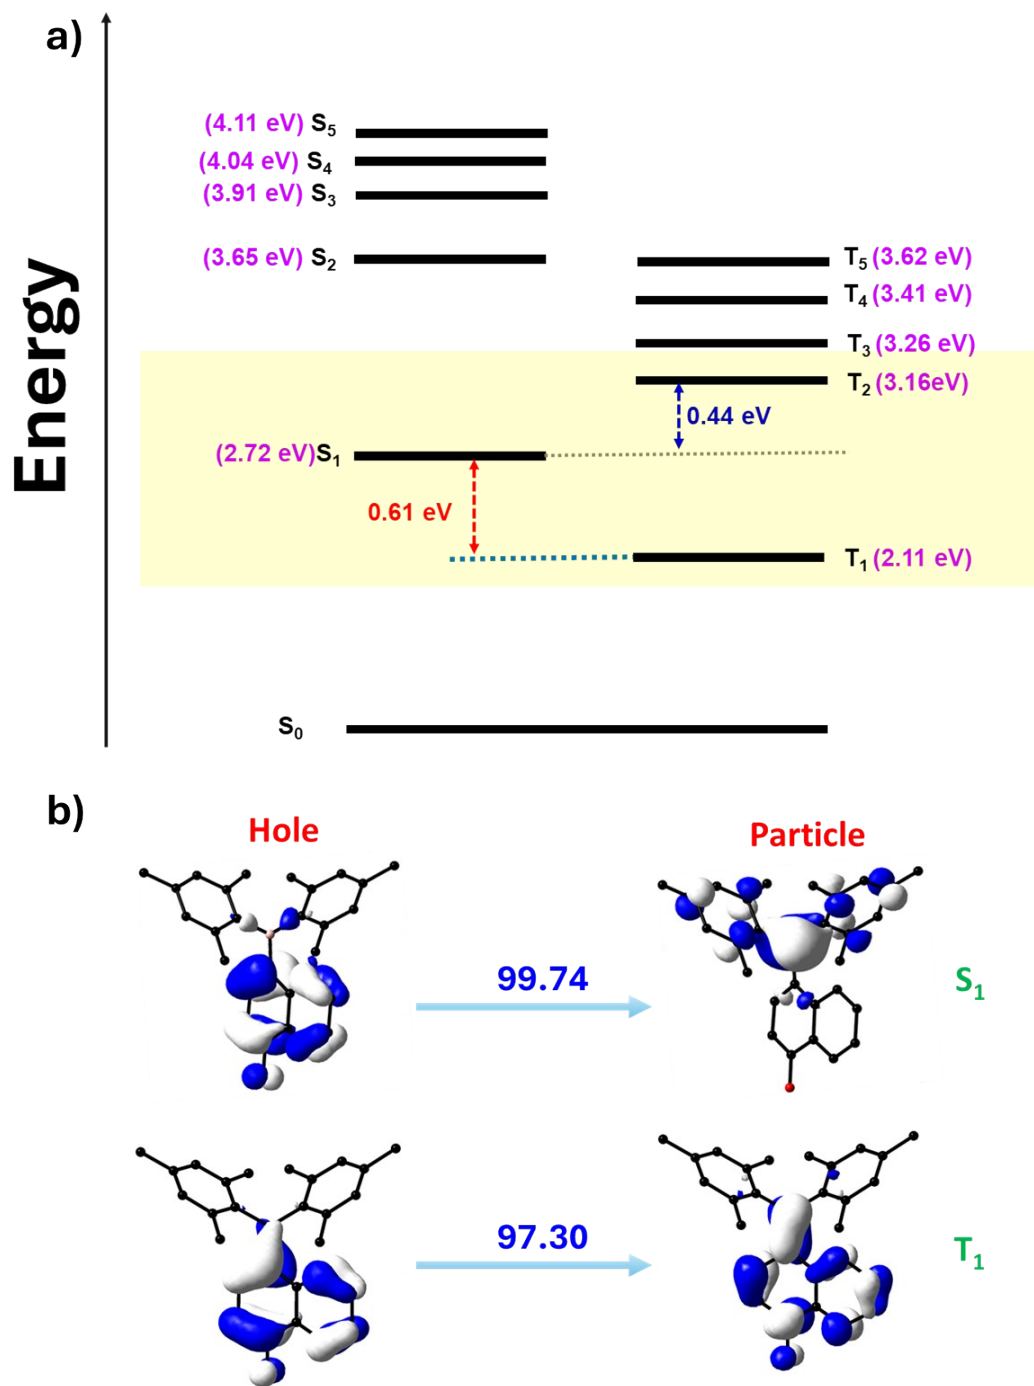 a)
Energy
(4.11 eV) S5
(4.04 eV) S4
(3.91 eV) S3
(3.65 eV) S2
T5 (3.62 eV)
T4 (3.41 eV)
T3 (3.26 eV)
T2 (3.16eV)
0.44 eV
(2.72 eV)S1
0.61 eV
T1 (2.11 eV)
S0
b)
Hole
Particle
99.74
S1
97.30
T1